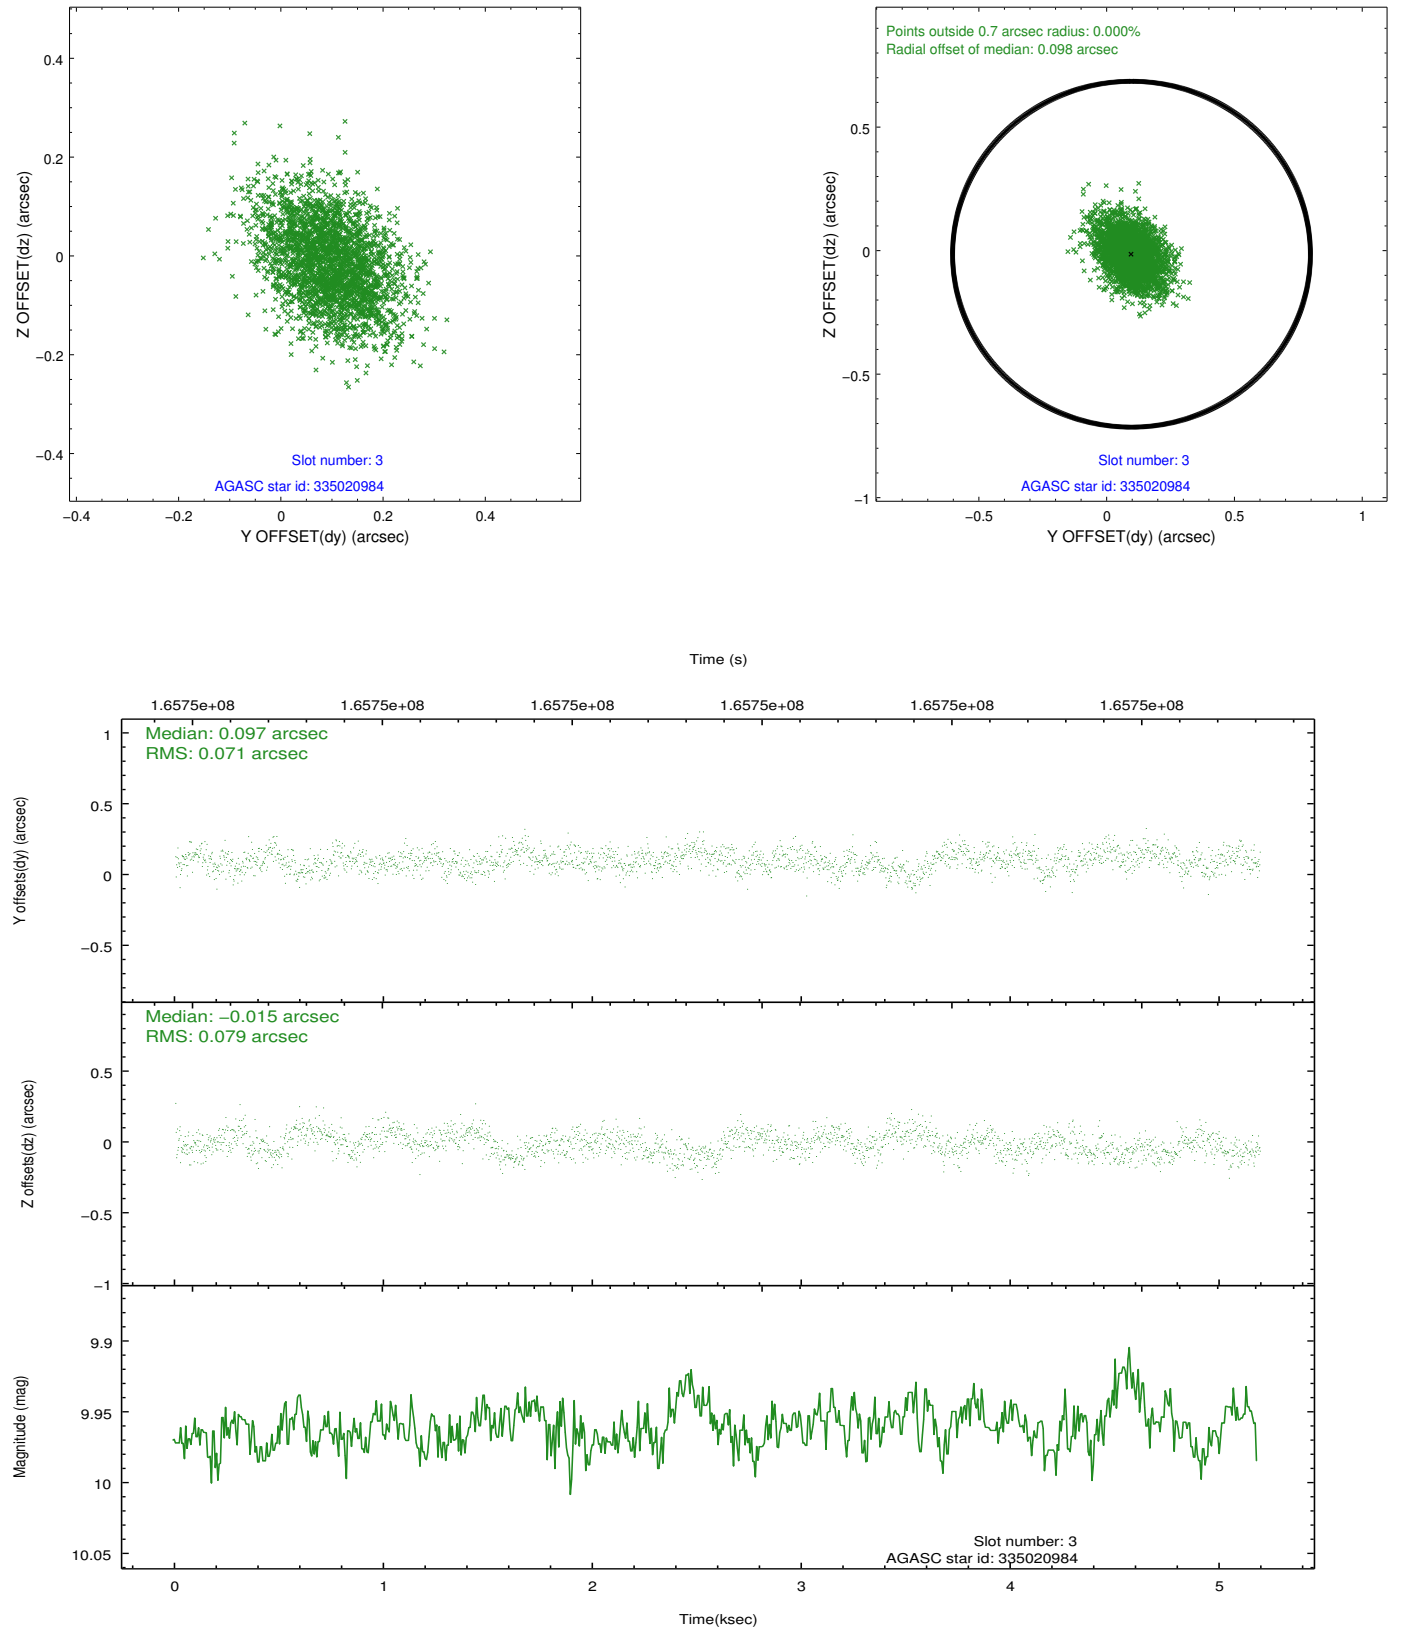 0.4
0.2
0
−0.2
−0.4
−0.4 −0.2 0 0.2 0.4
Z OFFSET(dz) (arcsec)
Y OFFSET(dy) (arcsec)
Slot number: 3
AGASC star id: 335020984
Points outside 0.7 arcsec radius: 0.000%
Radial offset of median: 0.098 arcsec
0.5
0
−0.5
−1
−0.5 0 0.5 1
Z OFFSET(dz) (arcsec)
Y OFFSET(dy) (arcsec)
Slot number: 3
AGASC star id: 335020984
Time (s)
1.6575e+08 1.6575e+08 1.6575e+08 1.6575e+08 1.6575e+08 1.6575e+08
Median: 0.097 arcsec
RMS: 0.071 arcsec
1
0.5
0
−0.5
Y offsets(dy) (arcsec)
Median: −0.015 arcsec
RMS: 0.079 arcsec
0.5
0
−0.5
−1
Z offsets(dz) (arcsec)
9.9
9.95
10
10.05
Magnitude (mag)
Slot number: 3
AGASC star id: 335020984
0 1 2 3 4 5
Time(ksec)